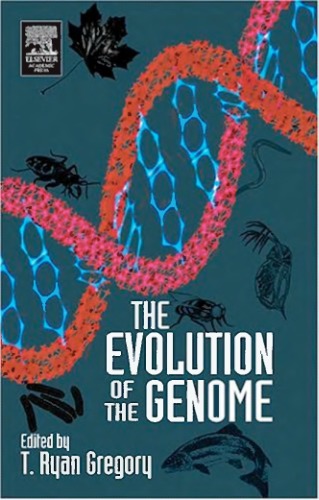 ELSEVIER
ACADEMIC
PRESS
THE
EVOLUTION
OF THE GENOME
Edited by
T. Ryan Gregory